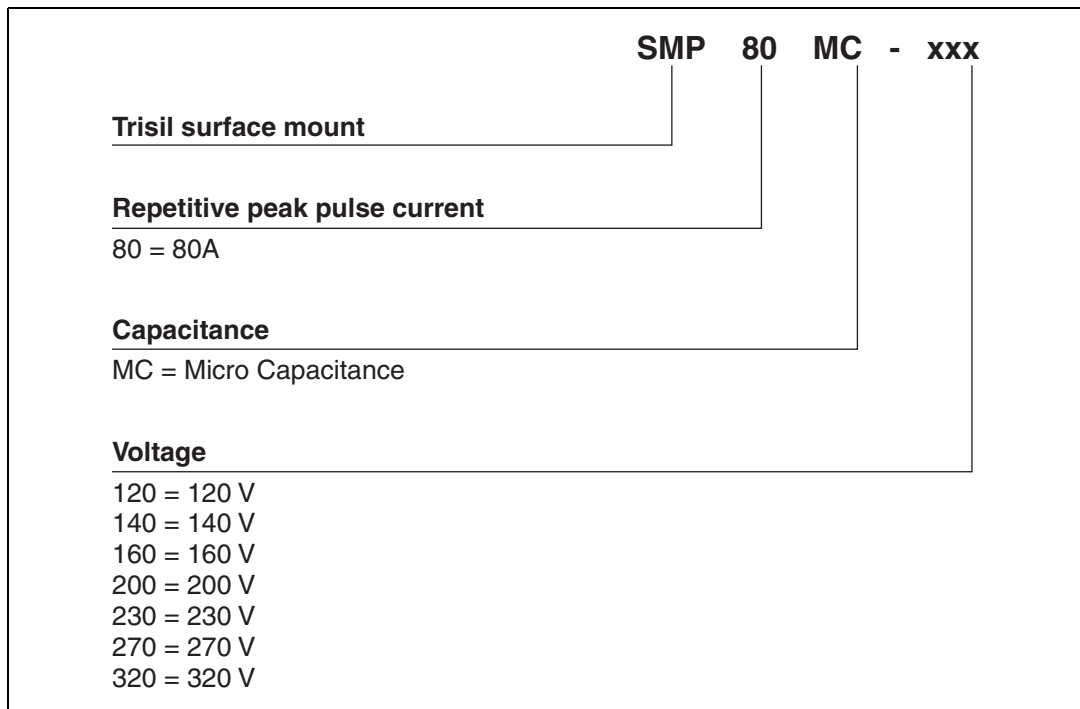 SMP 80 MC - xxx
Trisil surface mount
Repetitive peak pulse current
80 = 80A
Capacitance
MC = Micro Capacitance
Voltage
120 = 120 V
140 = 140 V
160 = 160 V
200 = 200 V
230 = 230 V
270 = 270 V
320 = 320 V